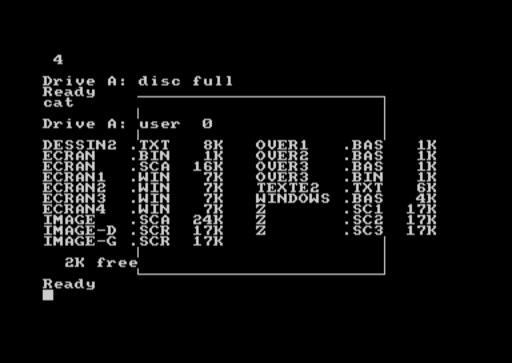 4
Drive A: disc full
Ready
cat
Drive A: user  0
DESSIN2 .TXT   8K   OVER1   .BAS   1K
ECRAN   .BIN   1K   OVER2   .BAS   1K
ECRAN   .SCA  16K   OVER3   .BAS   1K
ECRAN1  .WIN   7K   OVER3   .BIN   1K
ECRAN2  .WIN   7K   TEXTE2  .TXT   6K
ECRAN3  .WIN   7K   WINDOWS .BAS   4K
ECRAN4  .WIN   7K   Z       .SC1  17K
IMAGE   .SCA  24K   Z       .SC2  17K
IMAGE-D .SCR  17K   Z       .SC3  17K
IMAGE-G .SCR  17K
2K free
Ready